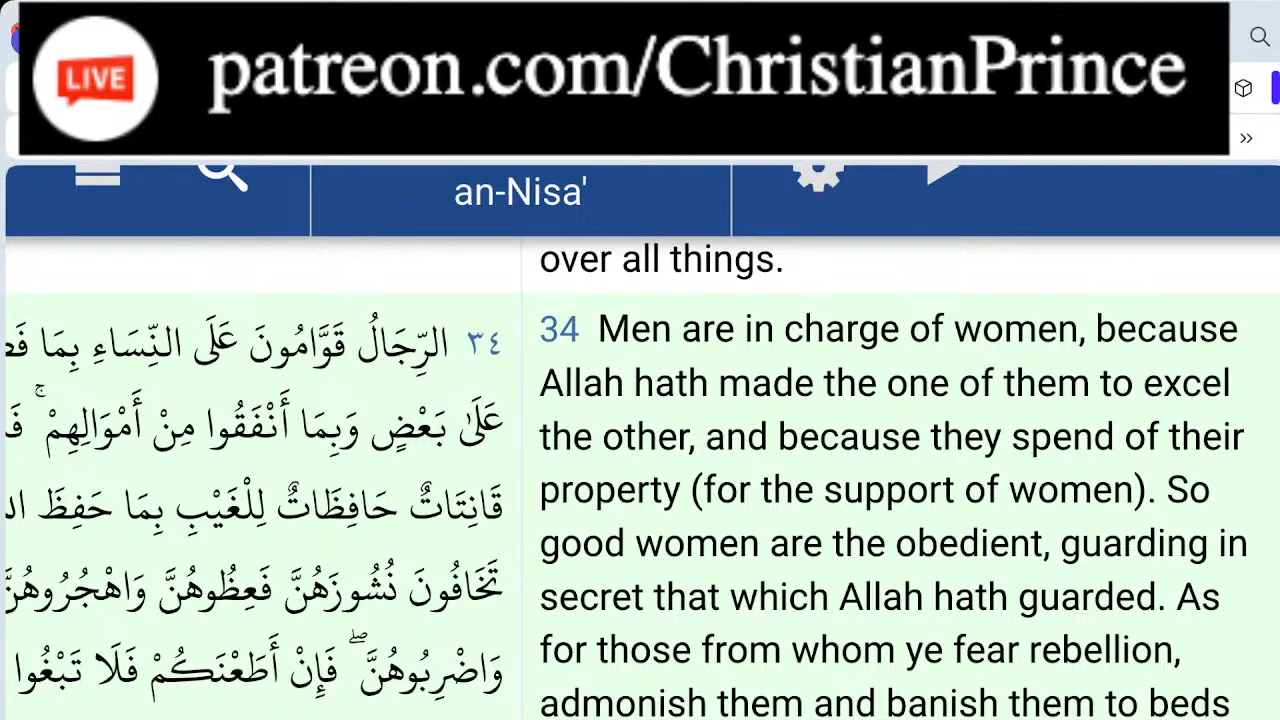 LIVE
patreon.com/ChristianPrince
an-Nisa'
over all things.
٣٤ الرِّجَالُ قَوَّامُونَ عَلَى النِّسَاءِ بِمَا
عَلَىٰ بَعْضٍ وَبِمَا أَنْفَقُوا مِنْ أَمْوَالِهِمْ ۚ
قَانِتَاتٌ حَافِظَاتٌ لِلْغَيْبِ بِمَا حَفِظَ
تَخَافُونَ نُشُوزَهُنَّ فَعِظُوهُنَّ وَاهْجُرُوهُنَّ
وَاضْرِبُوهُنَّ ۖ فَإِنْ أَطَعْنَكُمْ فَلَا تَبْغُوا
34 Men are in charge of women, because
Allah hath made the one of them to excel
the other, and because they spend of their
property (for the support of women). So
good women are the obedient, guarding in
secret that which Allah hath guarded. As
for those from whom ye fear rebellion,
admonish them and banish them to beds